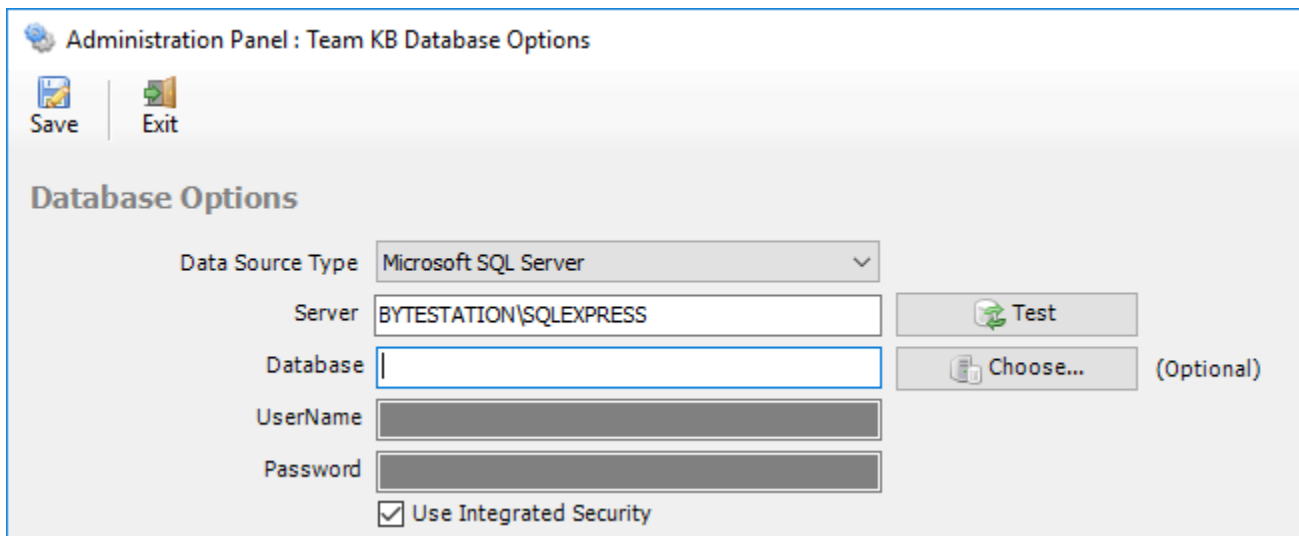 Administration Panel : Team KB Database Options
Save Exit
Database Options
Data Source Type Microsoft SQL Server
Server BYTESTATION\SQLEXPRESS Test
Database Choose... (Optional)
UserName
Password
Use Integrated Security